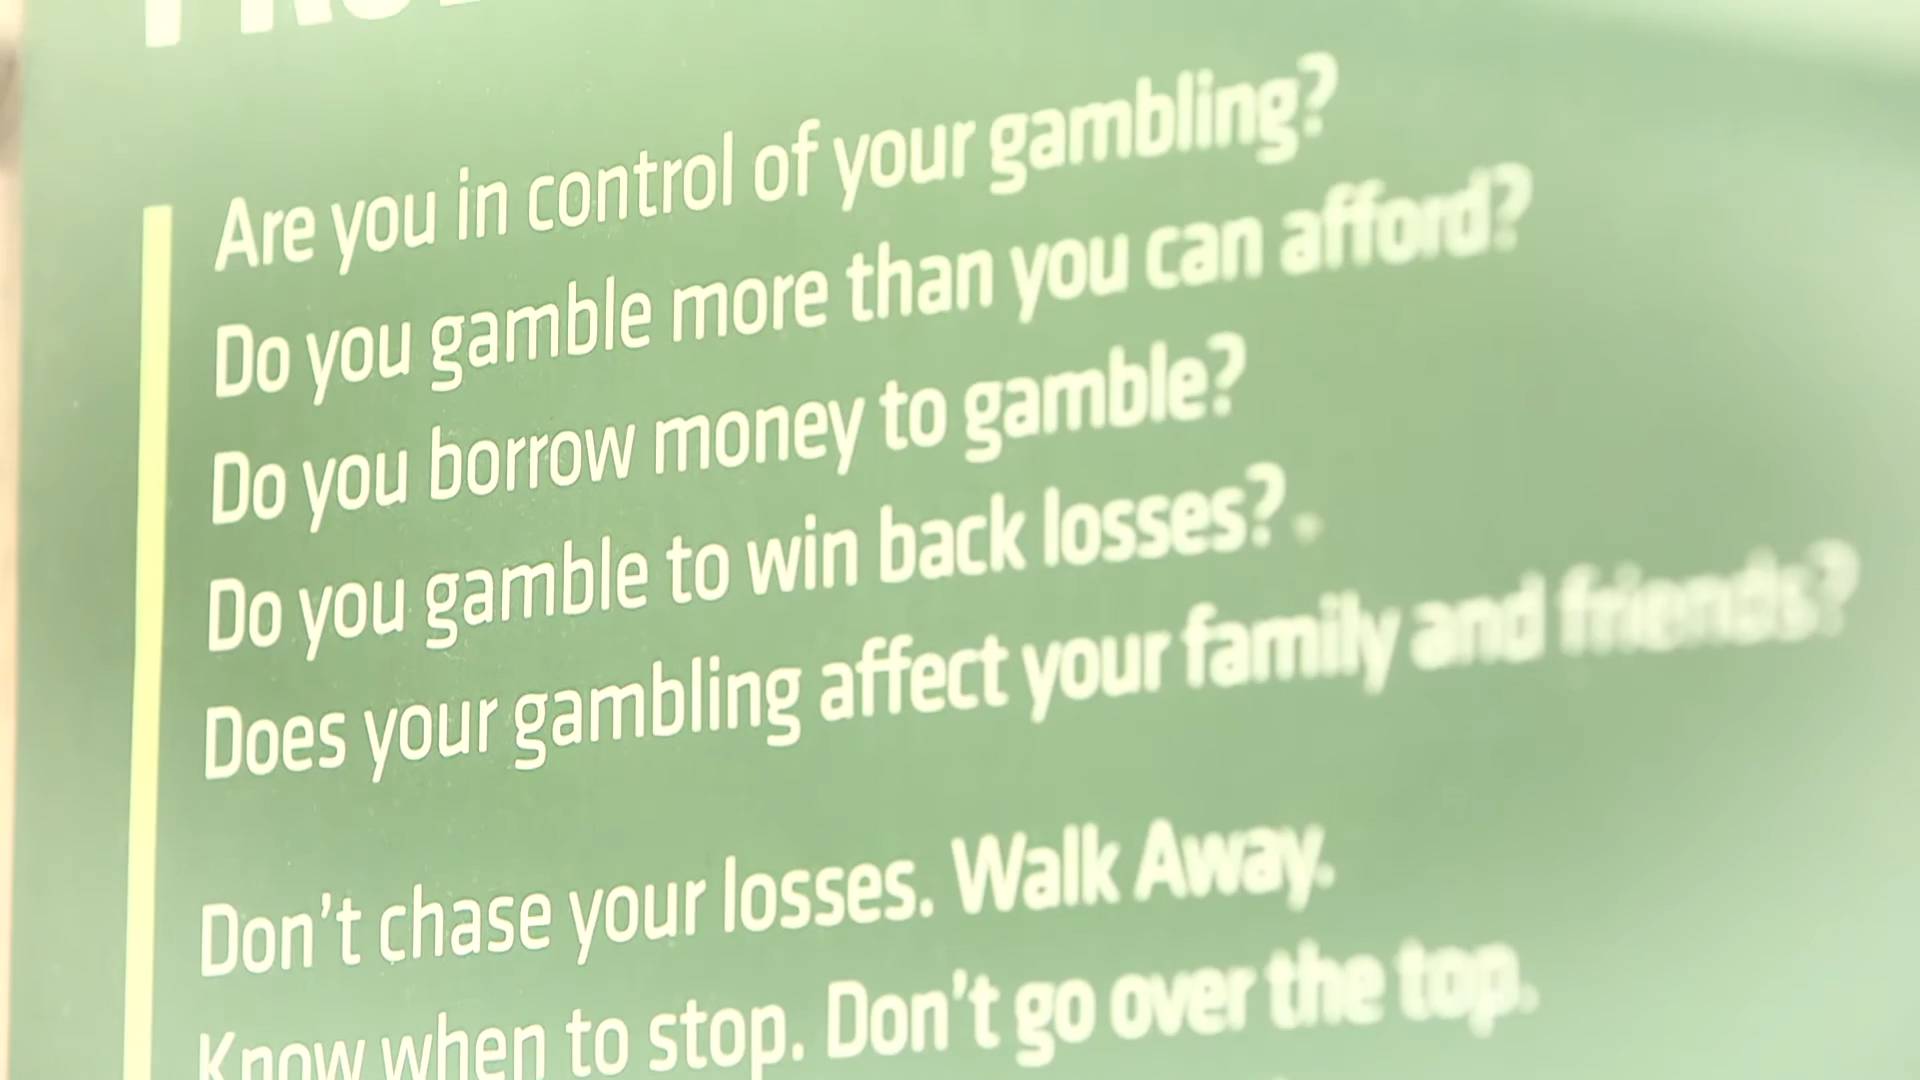 Are you in control of your gambling?
Do you gamble more than you can afford?
Do you borrow money to gamble?
Do you gamble to win back losses?
Does your gambling affect your family and friends?
Don't chase your losses. Walk Away.
Know when to stop. Don't go over the top.